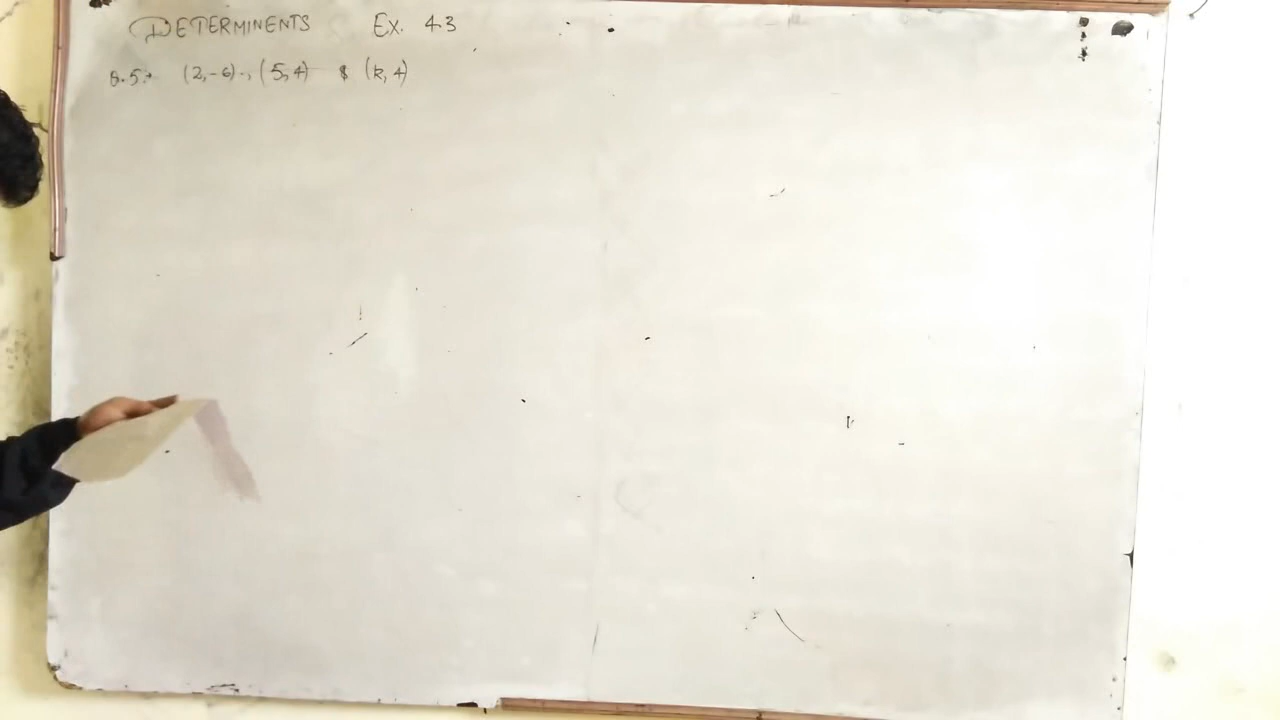 DETERMINENTS Ex. 4.3
Q.5:- (2,-6) , (5,4) & (k, 4)